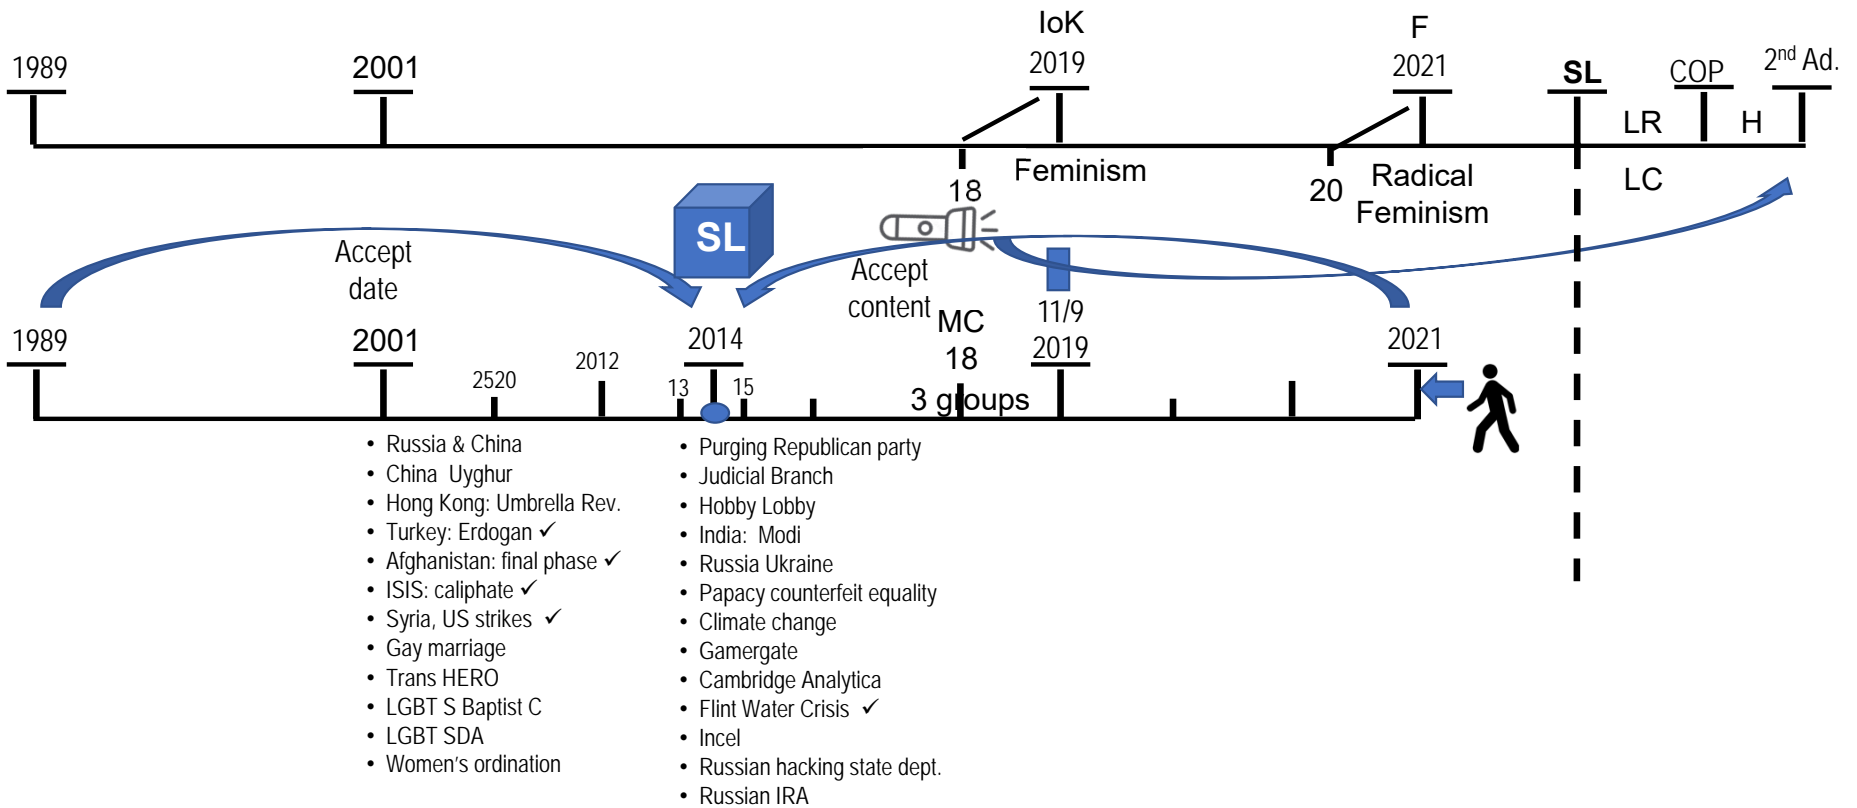 IoK
F
1989
2001
2019
2021
SL
COP
2nd Ad.
LR
H
18
Feminism
20
Radical
Feminism
LC
SL
Accept
date
Accept
content
MC
18
11/9
1989
2001
2520
2012
13
2014
15
3 groups
2019
2021
• Russia & China
• China Uyghur
• Hong Kong: Umbrella Rev.
• Turkey: Erdogan ✓
• Afghanistan: final phase ✓
• ISIS: caliphate ✓
• Syria, US strikes ✓
• Gay marriage
• Trans HERO
• LGBT S Baptist C
• LGBT SDA
• Women's ordination
• Purging Republican party
• Judicial Branch
• Hobby Lobby
• India: Modi
• Russia Ukraine
• Papacy counterfeit equality
• Climate change
• Gamergate
• Cambridge Analytica
• Flint Water Crisis ✓
• Incel
• Russian hacking state dept.
• Russian IRA